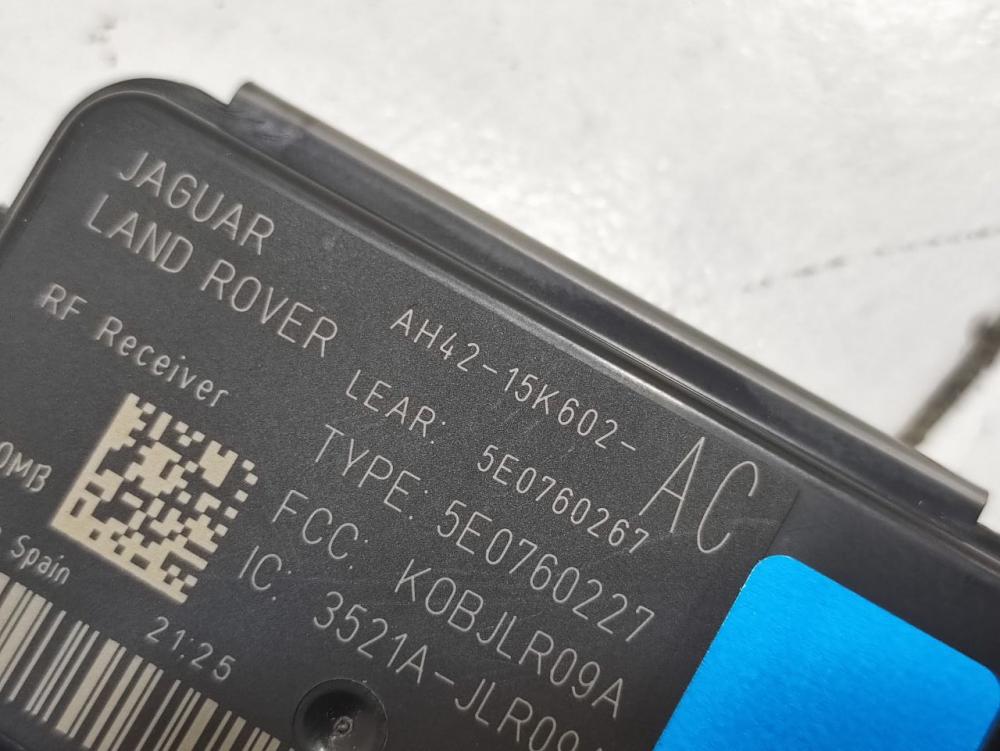 JAGUAR
LAND ROVER
AH42-15K602-AC
RF Receiver
LEAR: 5E0760267
TYPE: 5E0760227
FCC: KOBJLR09A
IC: 3521A-JLR09
0MB
Spain
21:25